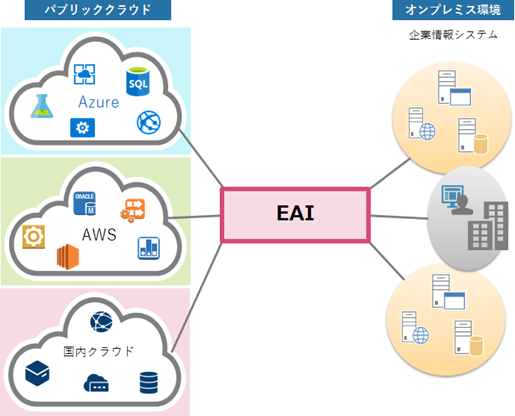 パブリッククラウド
オンプレミス環境
企業情報システム
SQL
Azure
ORACLE
M
AWS
EAI
国内クラウド